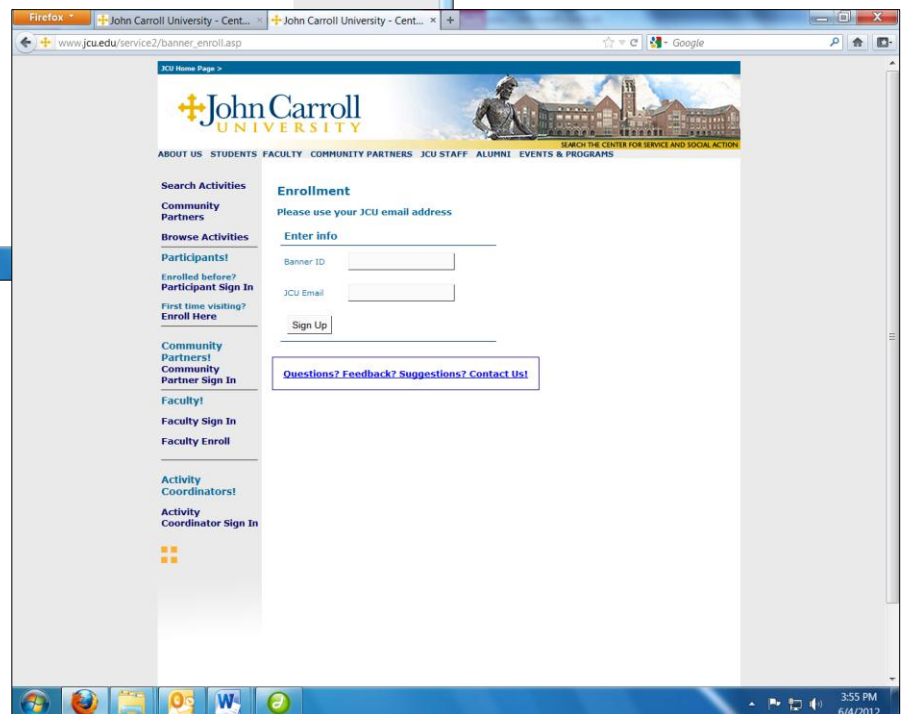 Firefox
John Carroll University - Cent...
John Carroll University - Cent...
www.jcu.edu/service2/banner_enroll.asp
Google
JCU Home Page >
John Carroll
UNIVERSITY
SEARCH THE CENTER FOR SERVICE AND SOCIAL ACTION
ABOUT US STUDENTS FACULTY COMMUNITY PARTNERS JCU STAFF ALUMNI EVENTS & PROGRAMS
Search Activities
Community
Partners
Browse Activities
Participants!
Enrolled before?
Participant Sign In
First time visiting?
Enroll Here
Community
Partners!
Community
Partner Sign In
Faculty!
Faculty Sign In
Faculty Enroll
Activity
Coordinators!
Activity
Coordinator Sign In
Enrollment
Please use your JCU email address
Enter info
Banner ID
JCU Email
Sign Up
Questions? Feedback? Suggestions? Contact Us!
3:55 PM
6/4/2012